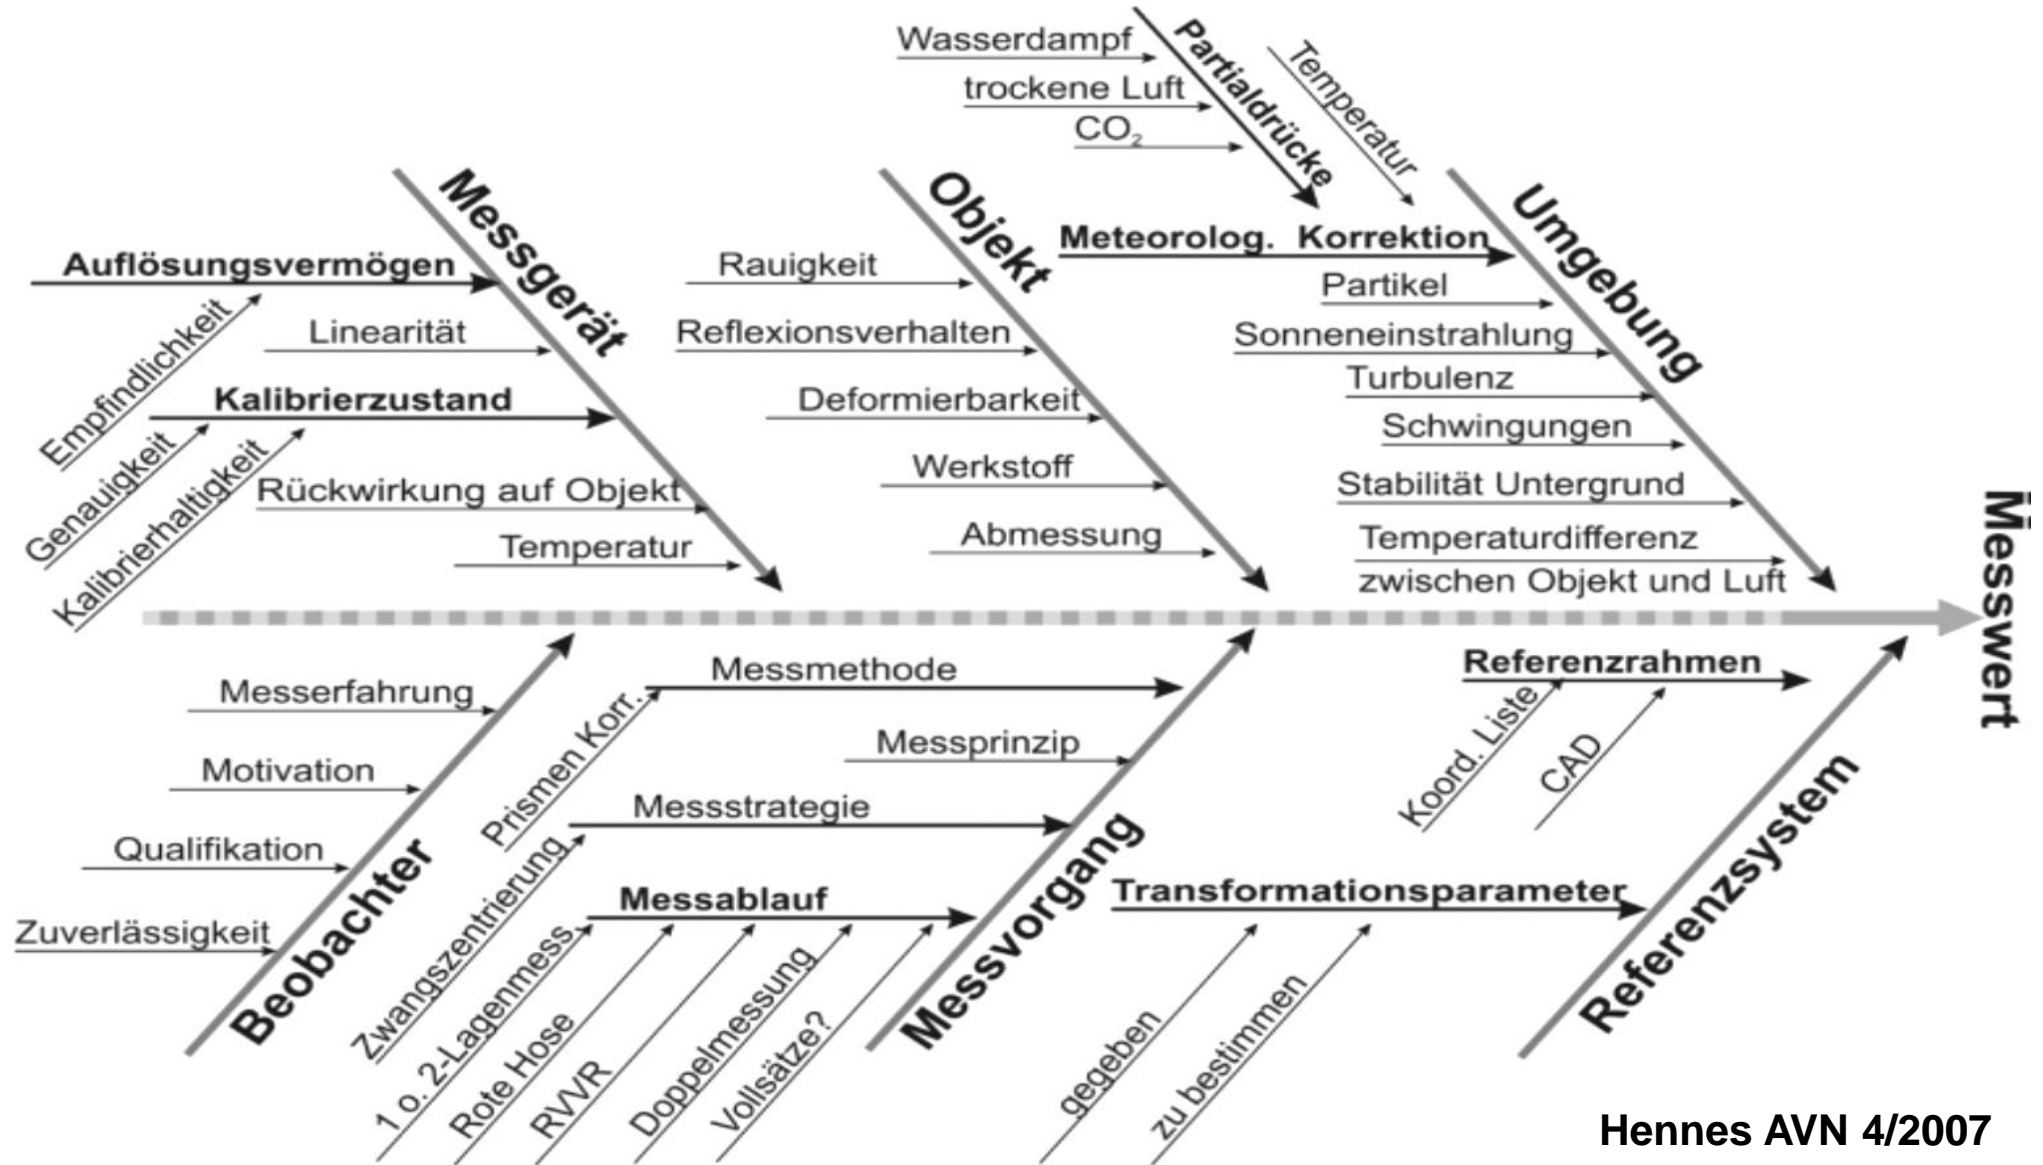 Wasserdampf
trockene Luft
CO₂
Partialdrücke
Temperatur
Messgerät
Auflösungsvermögen
Empfindlichkeit
Linearität
Kalibrierzustand
Genauigkeit
Kalibrierhaltigkeit
Rückwirkung auf Objekt
Temperatur
Objekt
Rauigkeit
Reflexionsverhalten
Deformierbarkeit
Werkstoff
Abmessung
Umgebung
Meteorolog. Korrektion
Partikel
Sonneneinstrahlung
Turbulenz
Schwingungen
Stabilität Untergrund
Temperaturdifferenz
zwischen Objekt und Luft
Messwert
Beobachter
Messerfahrung
Motivation
Qualifikation
Zuverlässigkeit
Messvorgang
Messmethode
Prismen Korr.
Messprinzip
Messstrategie
Zwangszentrierung
Messablauf
1 o. 2-Lagenmess.
Rote Hose
RVVR
Doppelmessung
Vollsätze?
Referenzsystem
Referenzrahmen
Koord. Liste
CAD
Transformationsparameter
gegeben
zu bestimmen
Hennes AVN 4/2007